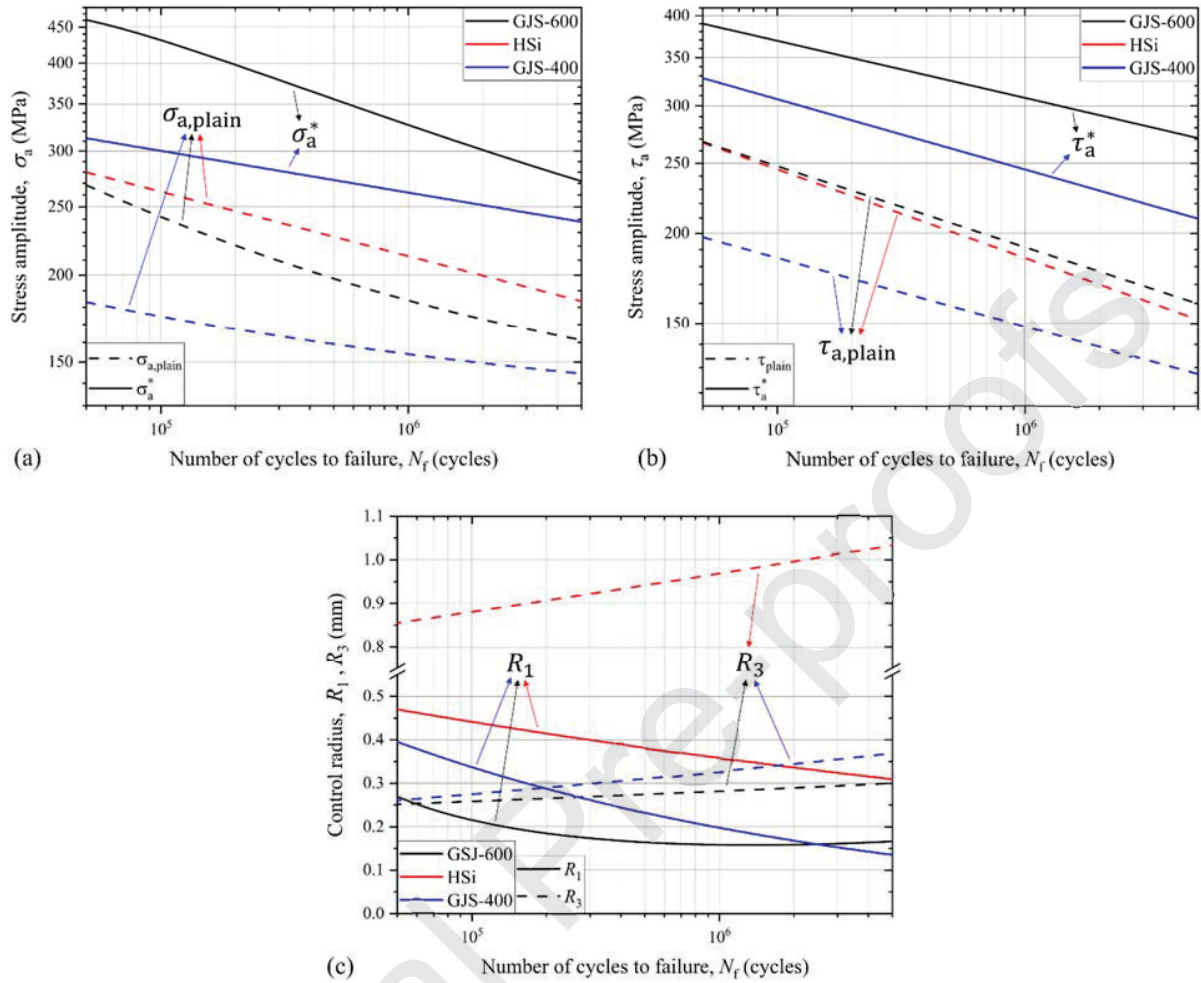 450
400
350
300
250
200
150
Stress amplitude, σa (MPa)
GJS-600
HSi
GJS-400
σa,plain
σa*
σa,plain
σa*
10^5
10^6
(a)
Number of cycles to failure, Nf (cycles)
400
350
300
250
200
150
Stress amplitude, τa (MPa)
GJS-600
HSi
GJS-400
τa*
τa,plain
τplain
τa*
10^5
10^6
(b)
Number of cycles to failure, Nf (cycles)
1.1
1.0
0.9
0.8
0.5
0.4
0.3
0.2
0.1
0.0
Control radius, R1 , R3 (mm)
R1
R3
GSJ-600
HSi
GJS-400
R1
R3
10^5
10^6
(c)
Number of cycles to failure, Nf (cycles)
al Pre-proofs